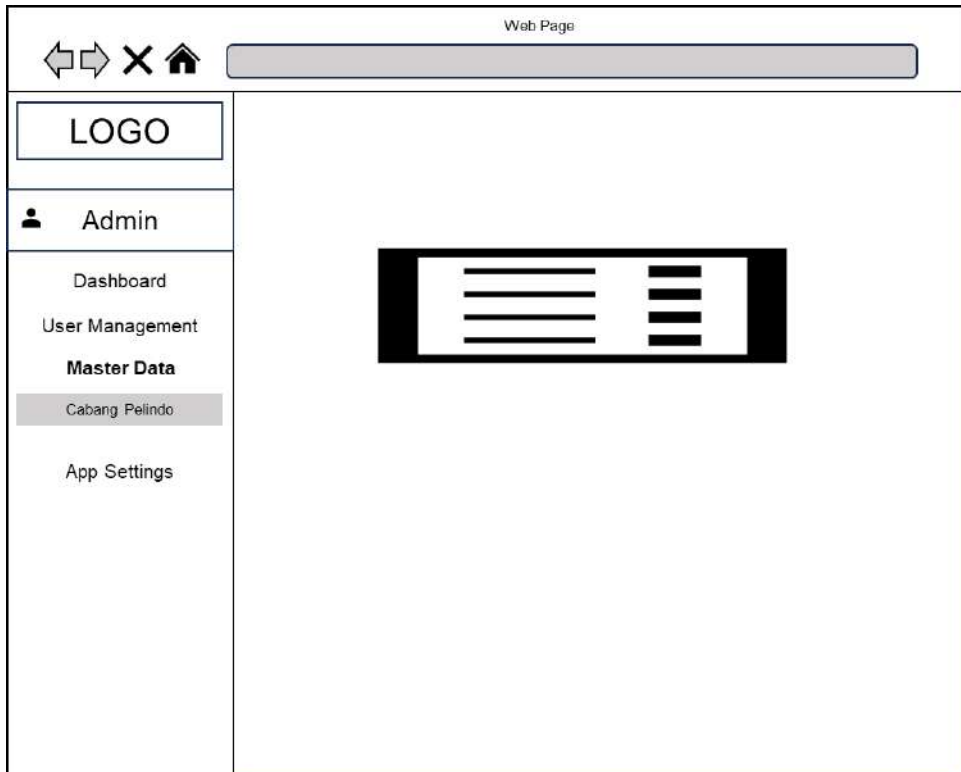 Web Page
LOGO
Admin
Dashboard
User Management
Master Data
Cabang Pelindo
App Settings